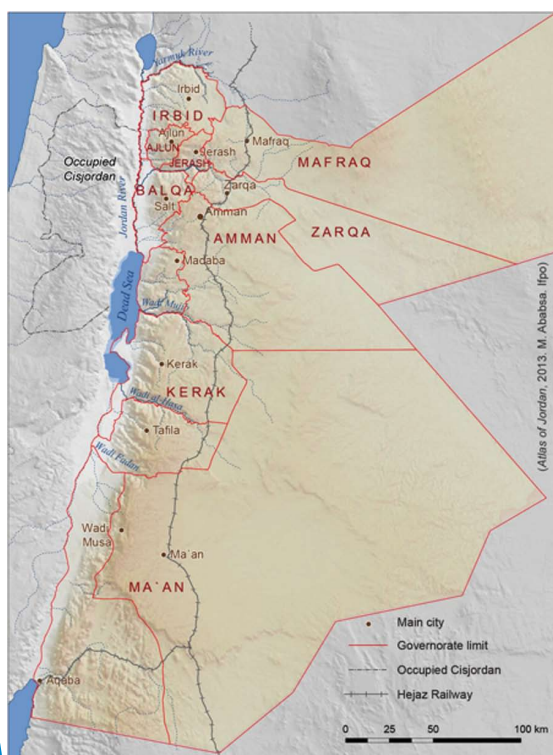 Yarmuk River
Irbid
IRBID
Ajlun
AJLUN
Jerash
JERASH
Mafraq
MAFRAQ
Occupied
Cisjordan
Jordan River
BALQA
Salt
Zarqa
ZARQA
Amman
AMMAN
Madaba
Dead Sea
Wadi Mujib
Kerak
KERAK
Wadi al-Hasa
Tafila
Wadi Fadan
Wadi
Musa
Ma'an
MA'AN
Aqaba
(Atlas of Jordan, 2013. M. Ababsa. Ifpo)
Main city
Governorate limit
Occupied Cisjordan
Hejaz Railway
0 25 50 100 km